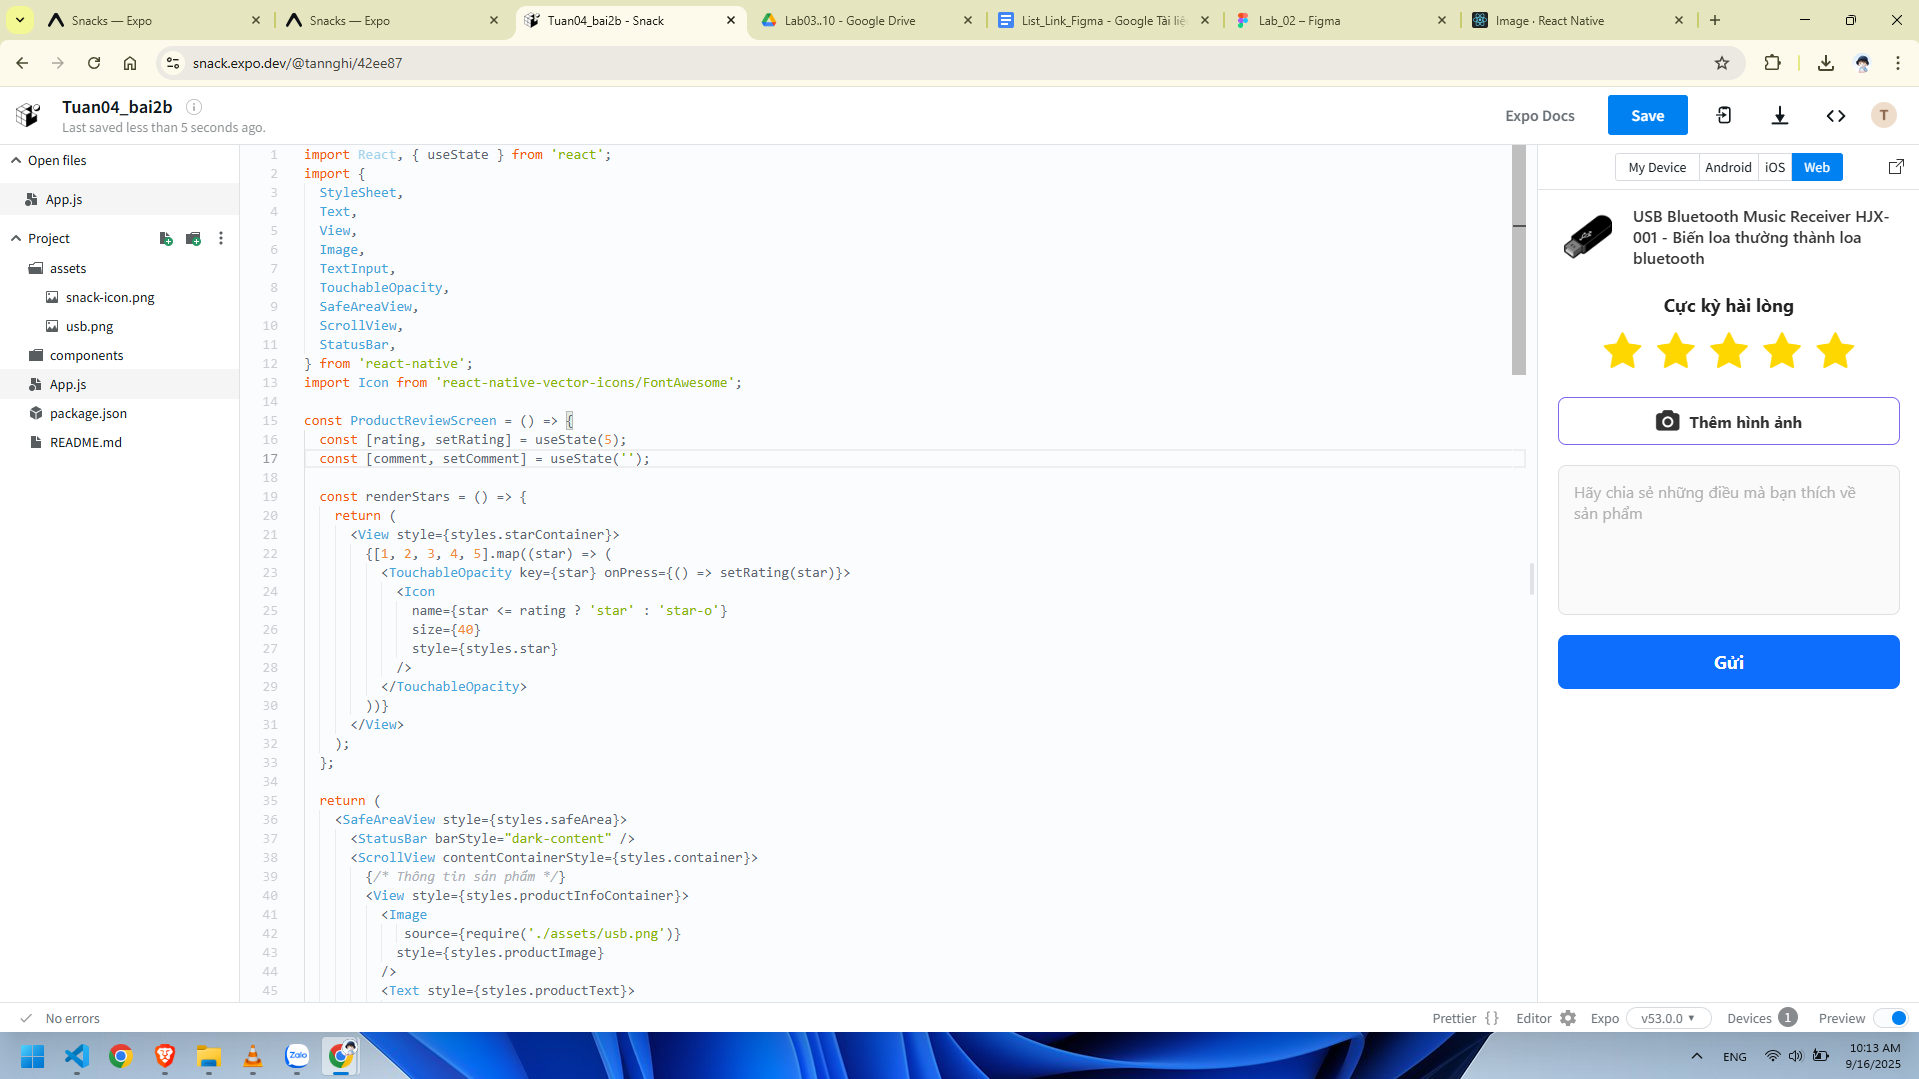 Snacks — Expo
Snacks — Expo
Tuan04_bai2b - Snack
Lab03..10 - Google Drive
List_Link_Figma - Google Tài liệ
Lab_02 – Figma
Image · React Native
snack.expo.dev/@tannghi/42ee87
Tuan04_bai2b
Last saved less than 5 seconds ago.
Expo Docs
Save
T
Open files
App.js
Project
assets
snack-icon.png
usb.png
components
App.js
package.json
README.md
1 import React, { useState } from 'react';
2 import {
3 StyleSheet,
4 Text,
5 View,
6 Image,
7 TextInput,
8 TouchableOpacity,
9 SafeAreaView,
10 ScrollView,
11 StatusBar,
12 } from 'react-native';
13 import Icon from 'react-native-vector-icons/FontAwesome';
14
15 const ProductReviewScreen = () => {
16 const [rating, setRating] = useState(5);
17 const [comment, setComment] = useState('');
18
19 const renderStars = () => {
20 return (
21 <View style={styles.starContainer}>
22 {[1, 2, 3, 4, 5].map((star) => (
23 <TouchableOpacity key={star} onPress={() => setRating(star)}>
24 <Icon
25 name={star <= rating ? 'star' : 'star-o'}
26 size={40}
27 style={styles.star}
28 />
29 </TouchableOpacity>
30 ))}
31 </View>
32 );
33 };
34
35 return (
36 <SafeAreaView style={styles.safeArea}>
37 <StatusBar barStyle="dark-content" />
38 <ScrollView contentContainerStyle={styles.container}>
39 {/* Thông tin sản phẩm */}
40 <View style={styles.productInfoContainer}>
41 <Image
42 source={require('./assets/usb.png')}
43 style={styles.productImage}
44 />
45 <Text style={styles.productText}>
My Device
Android
iOS
Web
USB Bluetooth Music Receiver HJX-
001 - Biến loa thường thành loa
bluetooth
Cực kỳ hài lòng
Thêm hình ảnh
Hãy chia sẻ những điều mà bạn thích về
sản phẩm
Gửi
No errors
Prettier { }
Editor
Expo
v53.0.0
Devices 1
Preview
Zalo
ENG
10:13 AM
9/16/2025